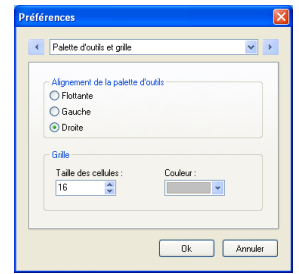 Préférences
Palette d'outils et grille
Alignement de la palette d'outils
Flottante
Gauche
Droite
Grille
Taille des cellules :
Couleur :
16
Ok
Annuler